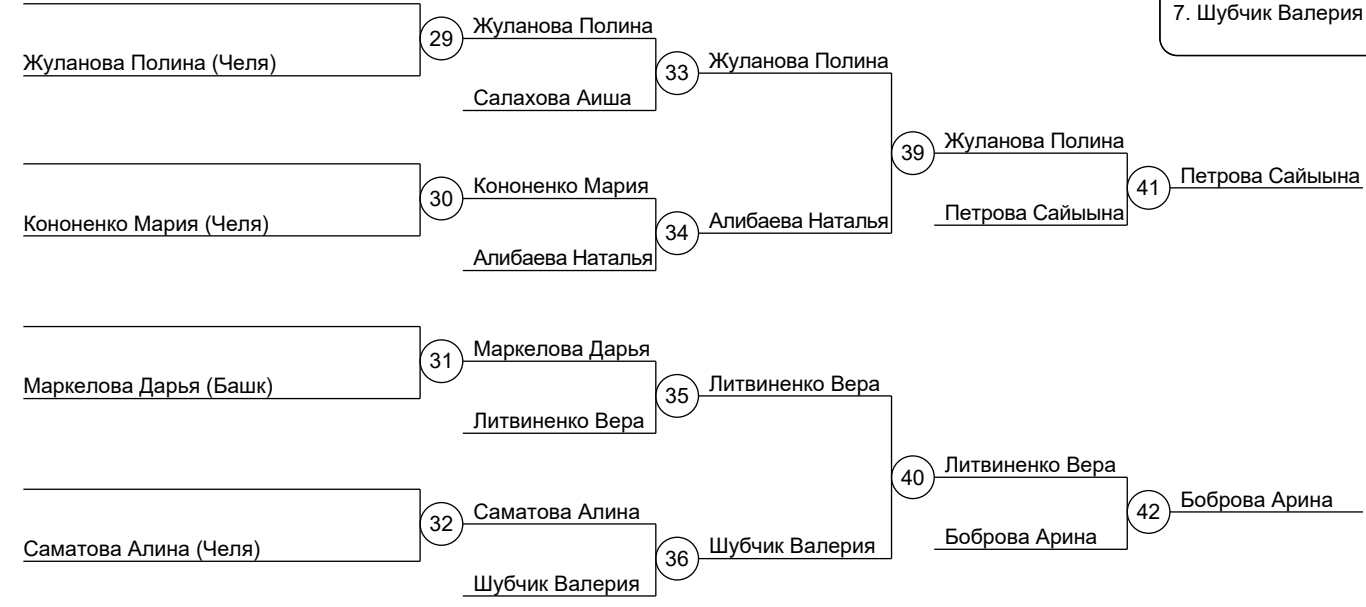 7. Шубчик Валерия
29
Жуланова Полина
Жуланова Полина (Челя)
33
Жуланова Полина
Салахова Аиша
39
Жуланова Полина
30
Кононенко Мария
41
Петрова Сайыына
Кононенко Мария (Челя)
34
Алибаева Наталья
Петрова Сайыына
Алибаева Наталья
31
Маркелова Дарья
Маркелова Дарья (Башк)
35
Литвиненко Вера
Литвиненко Вера
40
Литвиненко Вера
32
Саматова Алина
42
Боброва Арина
Саматова Алина (Челя)
36
Шубчик Валерия
Боброва Арина
Шубчик Валерия